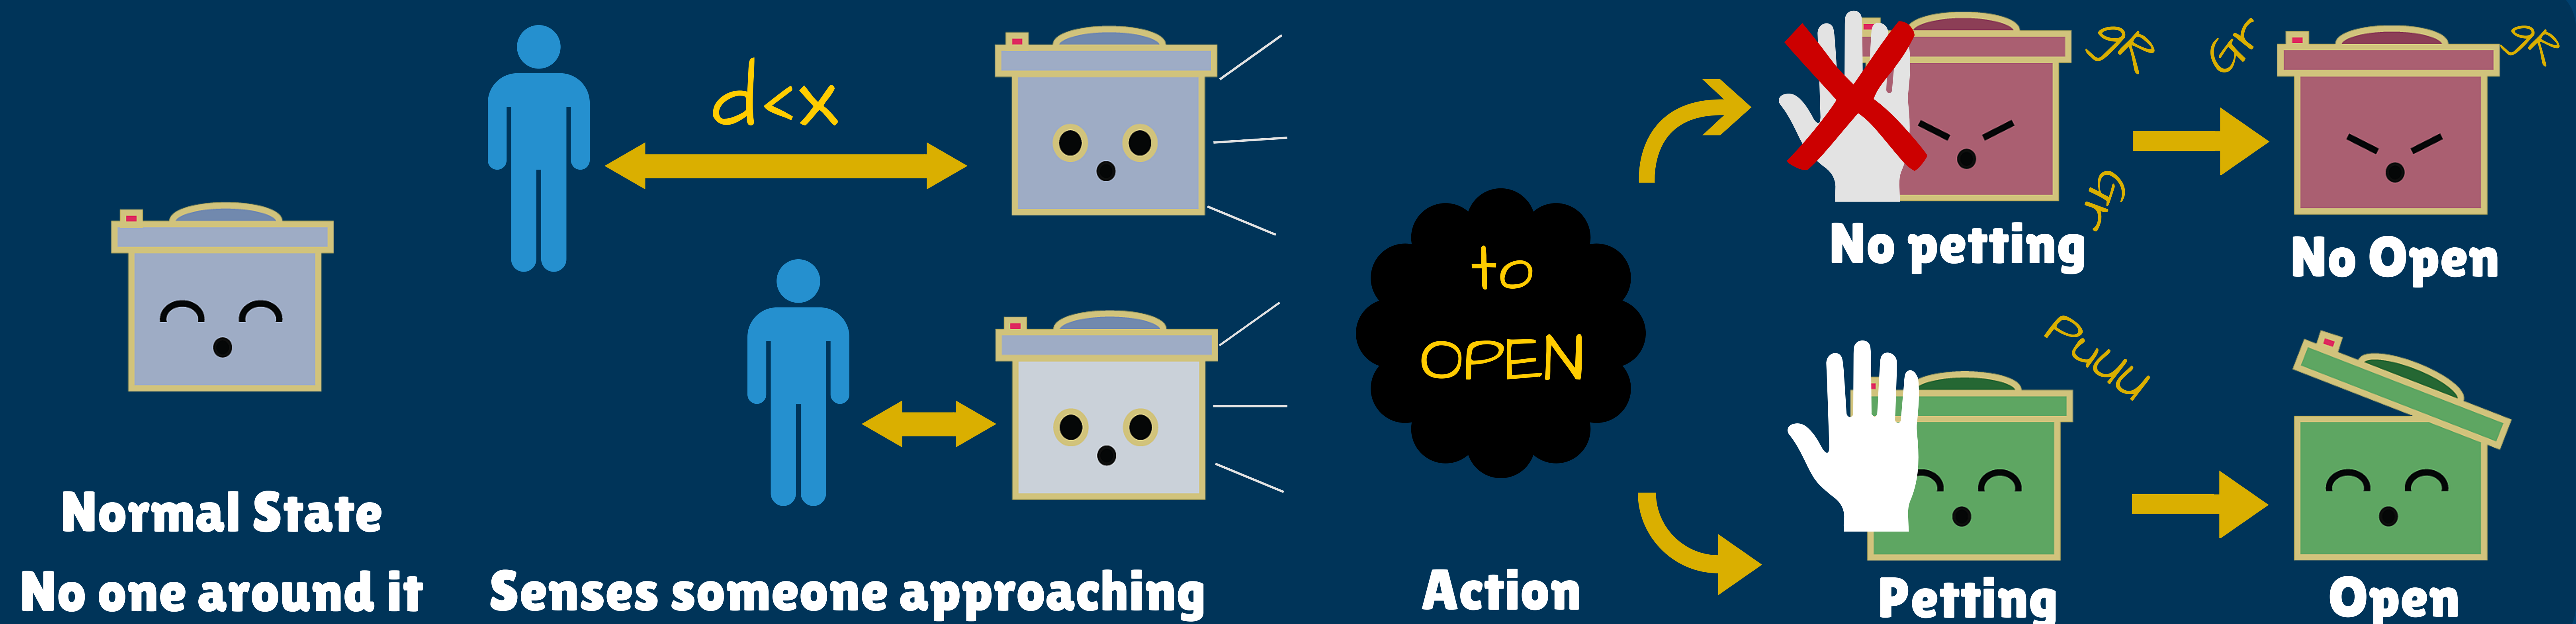 Normal State
No one around it
d<x
Senses someone approaching
to
OPEN
Action
gR
Gr
No petting
Gr
gR
No Open
Puuu
Petting
Open